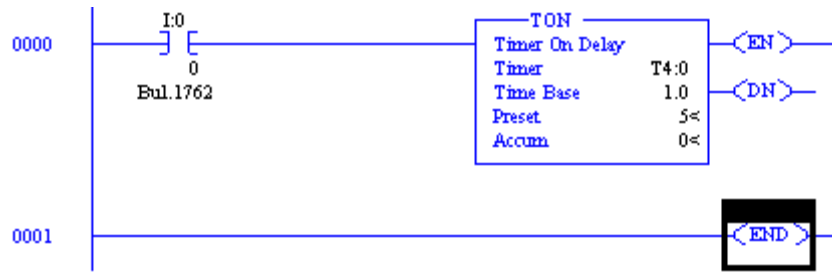 I:0
TON
0000
Timer On Delay
EN
0
Timer T4:0
Bul.1762
Time Base 1.0
DN
Preset 5<
Accum 0<
0001
END